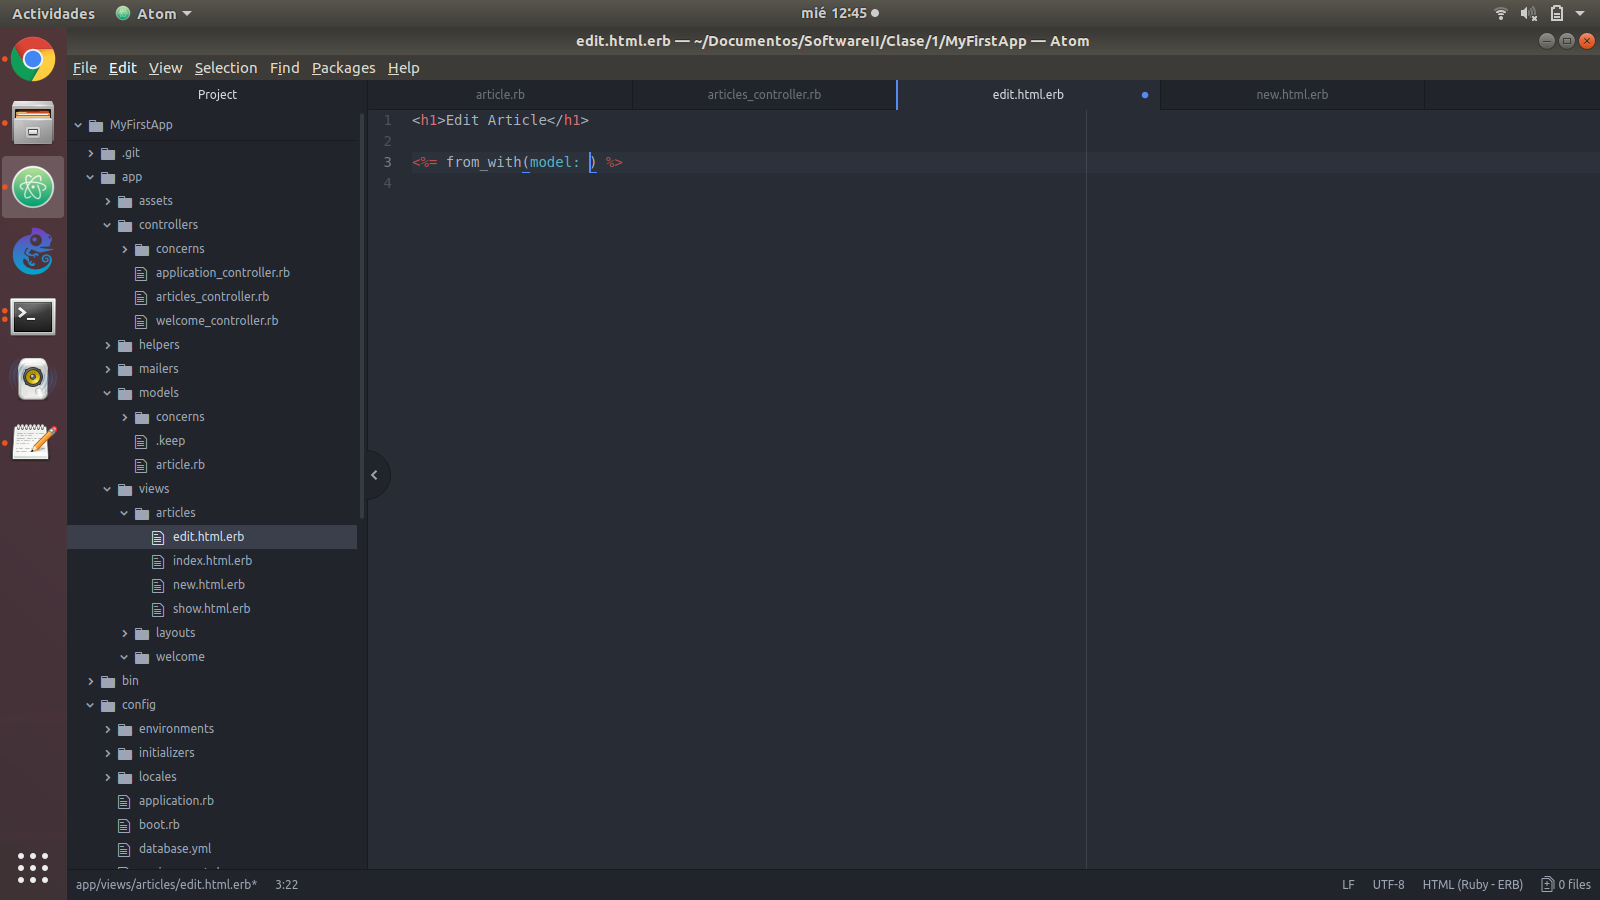 Actividades Atom mié 12:45
edit.html.erb — ~/Documentos/SoftwareII/Clase/1/MyFirstApp — Atom
File Edit View Selection Find Packages Help
Project
article.rb articles_controller.rb edit.html.erb new.html.erb
MyFirstApp
.git
app
assets
controllers
concerns
application_controller.rb
articles_controller.rb
welcome_controller.rb
helpers
mailers
models
concerns
.keep
article.rb
views
articles
edit.html.erb
index.html.erb
new.html.erb
show.html.erb
layouts
welcome
bin
config
environments
initializers
locales
application.rb
boot.rb
database.yml
1 <h1>Edit Article</h1>
2
3 <%= from_with(model: ) %>
4
app/views/articles/edit.html.erb* 3:22 LF UTF-8 HTML (Ruby - ERB) 0 files